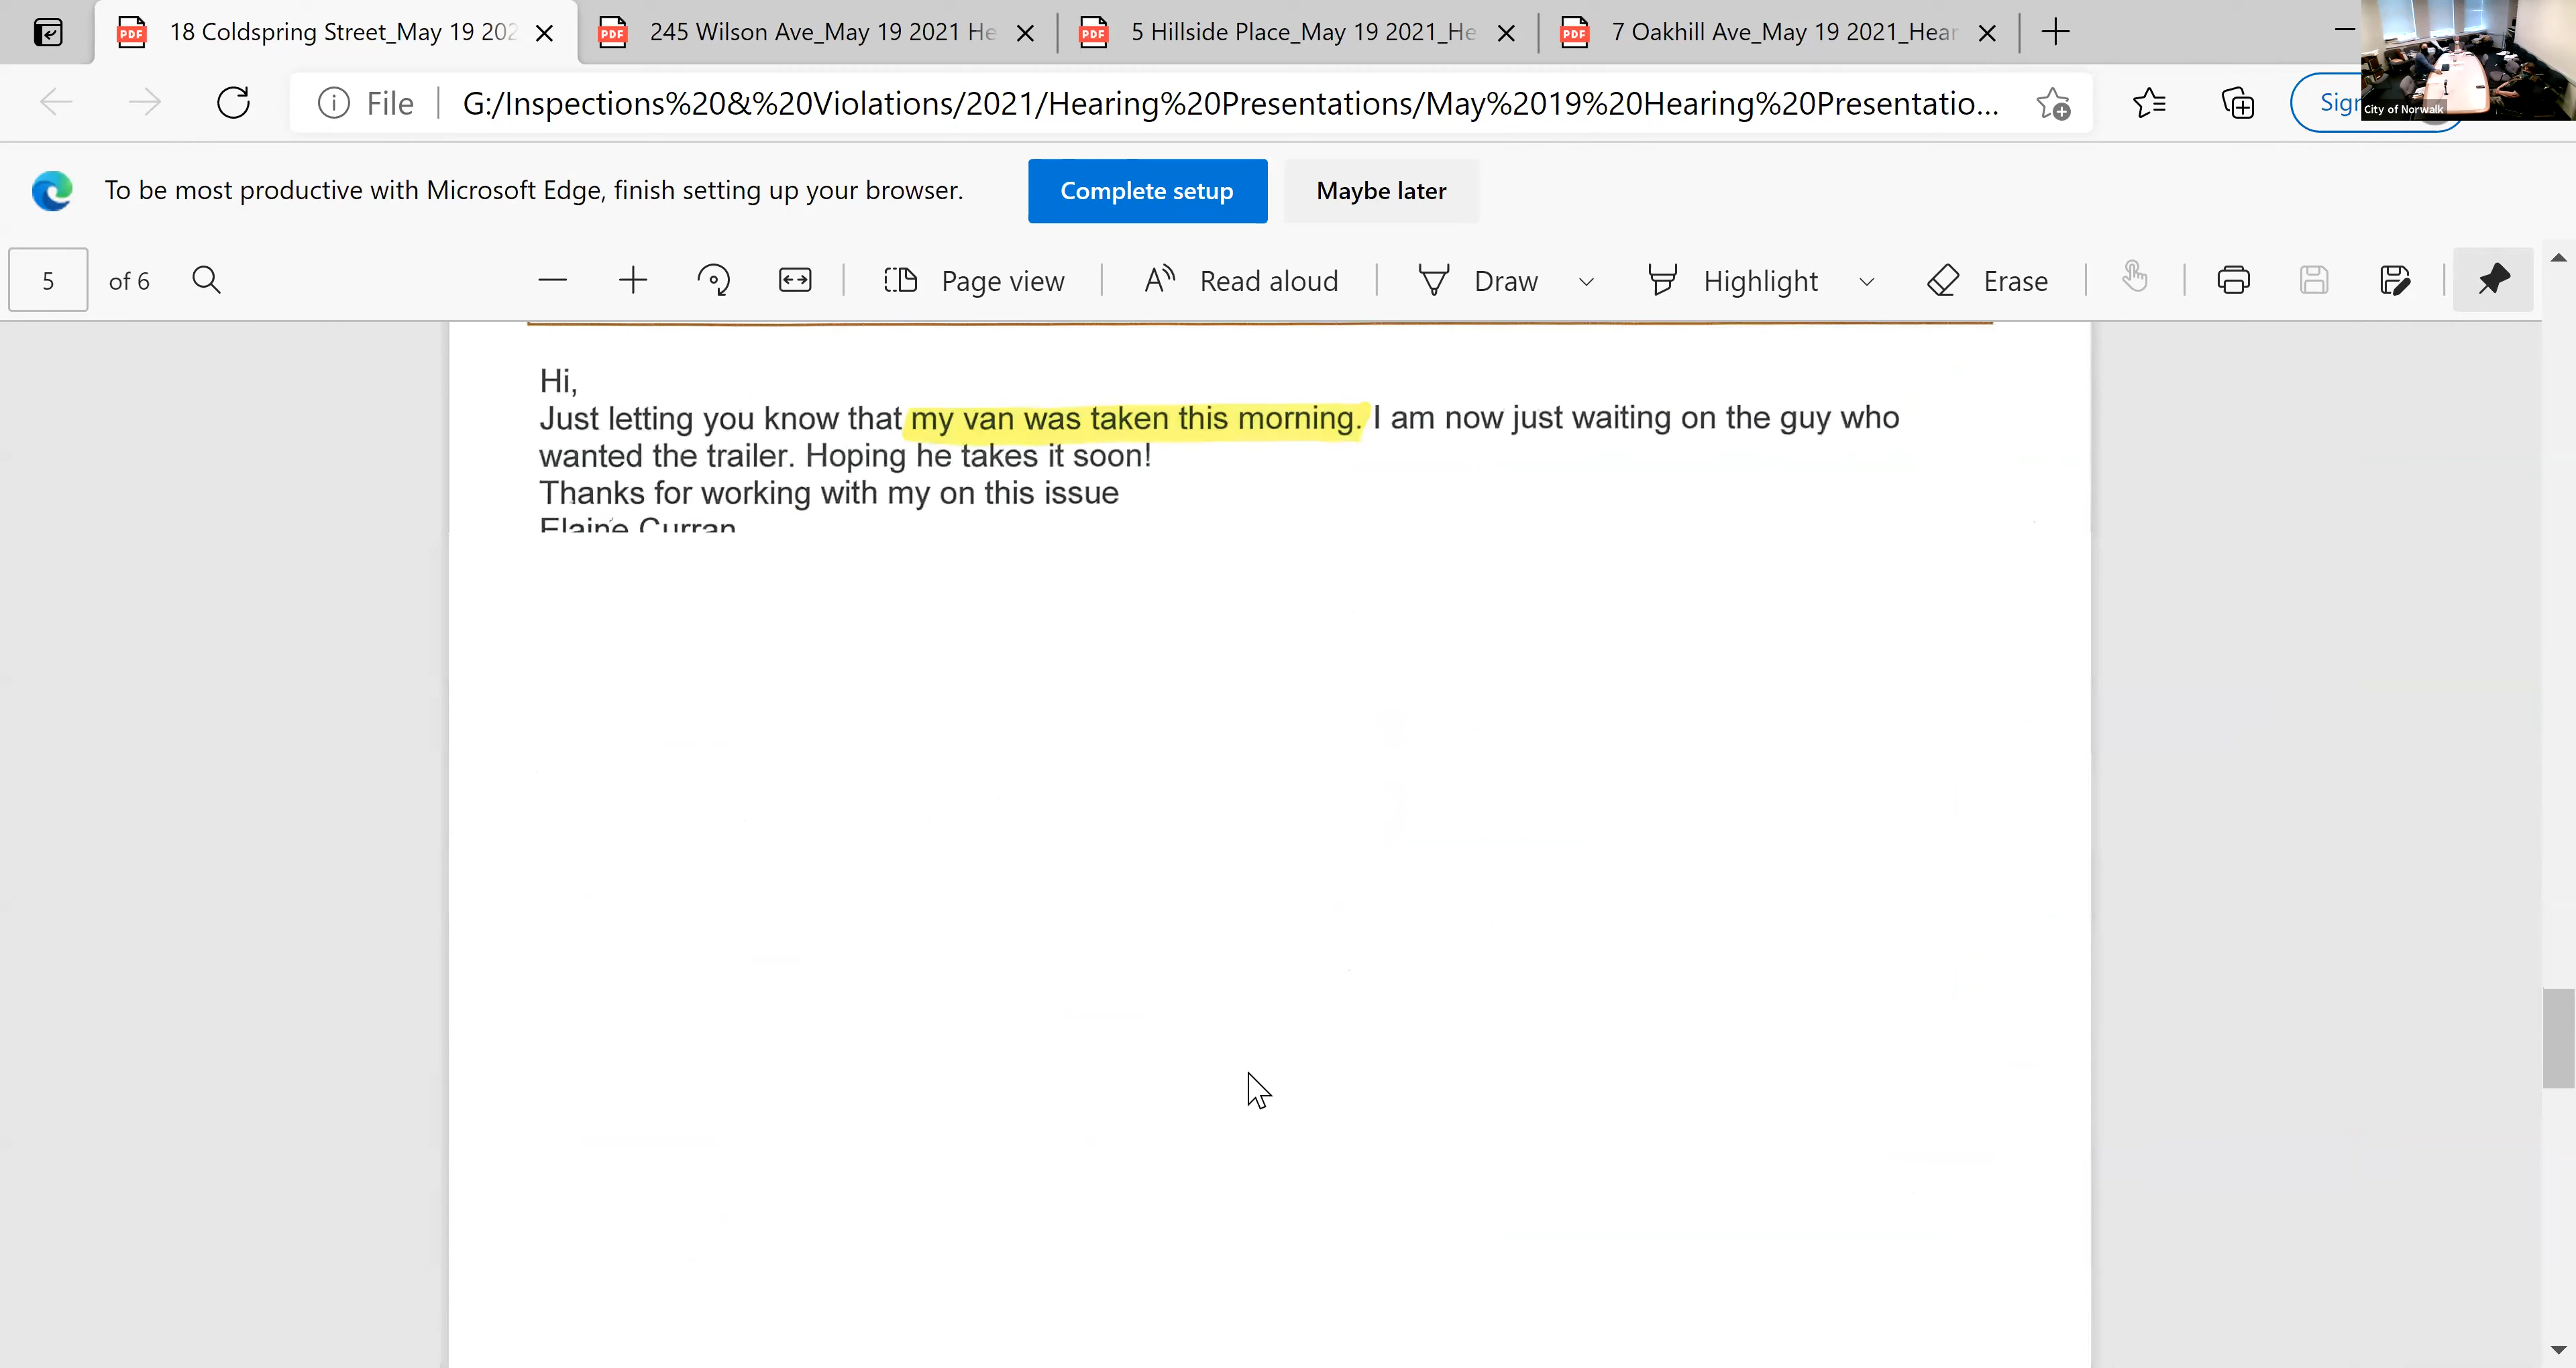 18 Coldspring Street_May 19 202
245 Wilson Ave_May 19 2021 He
5 Hillside Place_May 19 2021_He
7 Oakhill Ave_May 19 2021_Hear
File
G:/Inspections%20&%20Violations/2021/Hearing%20Presentations/May%2019%20Hearing%20Presentatio...
Sign
City of Norwalk
To be most productive with Microsoft Edge, finish setting up your browser.
Complete setup
Maybe later
5 of 6
Page view
Read aloud
Draw
Highlight
Erase
Hi,
Just letting you know that my van was taken this morning. I am now just waiting on the guy who
wanted the trailer. Hoping he takes it soon!
Thanks for working with my on this issue
Elaine Curran